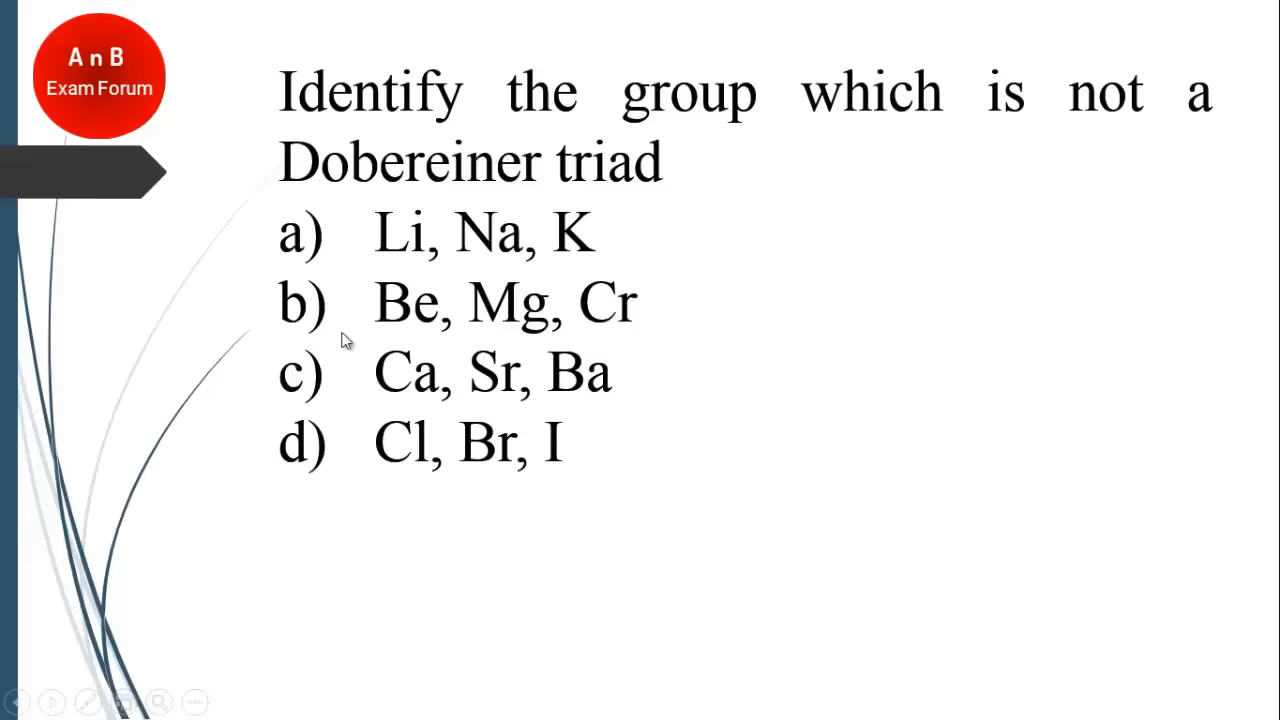 A n B
Exam Forum
Identify the group which is not a
Dobereiner triad
a) Li, Na, K
b) Be, Mg, Cr
c) Ca, Sr, Ba
d) Cl, Br, I